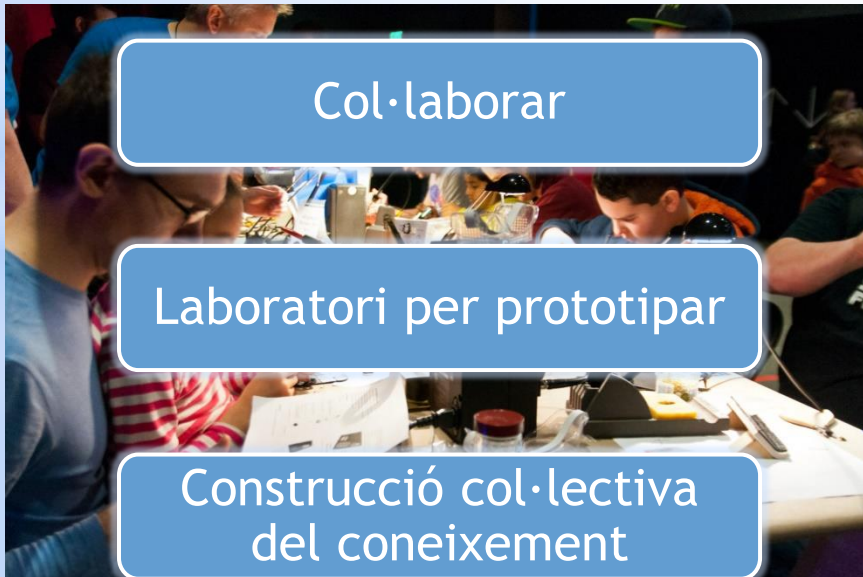 Col·laborar
Laboratori per prototipar
Construcció col·lectiva
del coneixement